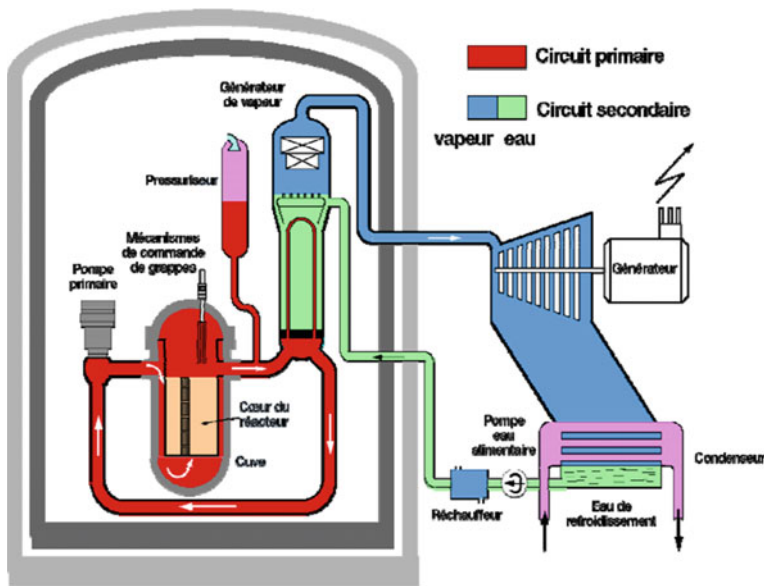 Circuit primaire
Circuit secondaire
vapeur eau
Générateur
de vapeur
Pressuriseur
Mécanismes
de commande
de grappes
Pompe
primaire
Générateur
Cœur du
réacteur
Cuve
Pompe
eau
alimentaire
Condenseur
Réchauffeur
Eau de
refroidissement